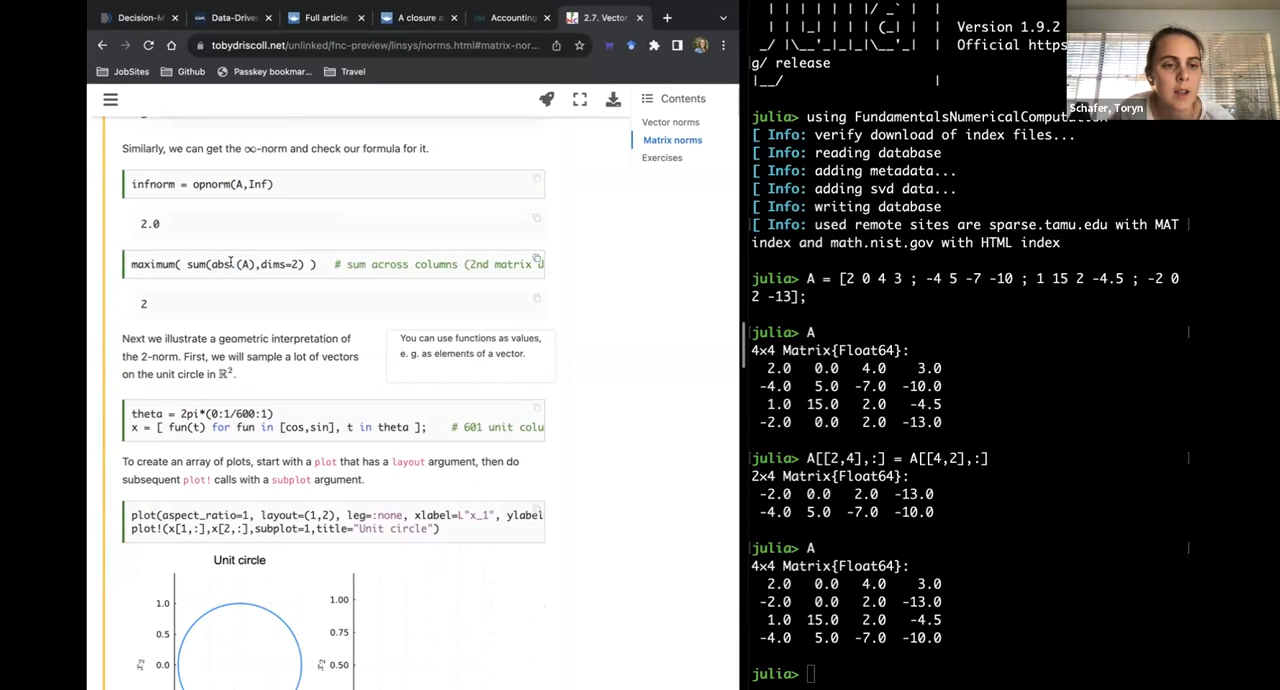 Decision-M
Data-Driver
Full article:
A closure a
Accounting
2.7. Vector
tobydriscoll.net/unlinked/fnc-preview/linsys/norms.html#matrix-nor...
JobSites
Github
Passkey bookmar...
Travel
Contents
Vector norms
Matrix norms
Exercises
Similarly, we can get the ∞-norm and check our formula for it.
infnorm = opnorm(A,Inf)
2.0
maximum( sum(abs.(A),dims=2) ) # sum across columns (2nd matrix d
2
Next we illustrate a geometric interpretation of
the 2-norm. First, we will sample a lot of vectors
on the unit circle in ℝ².
You can use functions as values,
e. g. as elements of a vector.
theta = 2pi*(0:1/600:1)
x = [ fun(t) for fun in [cos,sin], t in theta ]; # 601 unit colu
To create an array of plots, start with a plot that has a layout argument, then do
subsequent plot! calls with a subplot argument.
plot(aspect_ratio=1, layout=(1,2), leg=:none, xlabel=L"x_1", ylabel
plot!(x[1,:],x[2,:],subplot=1,title="Unit circle")
Unit circle
1.0
0.5
0.0
x₂
1.00
0.75
0.50
x₂
| | | | | | |/ _` | | Version 1.9.2
_/ |\__'_|_|_|\__'_| | Official https
g/ release
|__/ |
Schafer, Toryn
julia> using FundamentalsNumericalComputation
[ Info: verify download of index files...
[ Info: reading database
[ Info: adding metadata...
[ Info: adding svd data...
[ Info: writing database
[ Info: used remote sites are sparse.tamu.edu with MAT
index and math.nist.gov with HTML index
julia> A = [2 0 4 3 ; -4 5 -7 -10 ; 1 15 2 -4.5 ; -2 0
2 -13];
julia> A
4×4 Matrix{Float64}:
2.0 0.0 4.0 3.0
-4.0 5.0 -7.0 -10.0
1.0 15.0 2.0 -4.5
-2.0 0.0 2.0 -13.0
julia> A[[2,4],:] = A[[4,2],:]
2×4 Matrix{Float64}:
-2.0 0.0 2.0 -13.0
-4.0 5.0 -7.0 -10.0
julia> A
4×4 Matrix{Float64}:
2.0 0.0 4.0 3.0
-2.0 0.0 2.0 -13.0
1.0 15.0 2.0 -4.5
-4.0 5.0 -7.0 -10.0
julia>